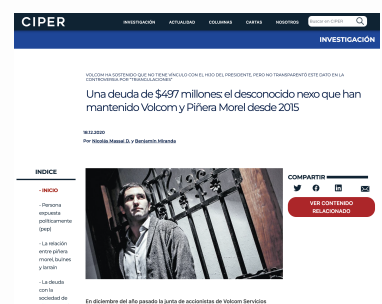 CIPER
INVESTIGACIÓN ACTUALIDAD COLUMNAS CARTAS NOSOTROS Buscar en CIPER
INVESTIGACIÓN
VOLCOM HA SOSTENIDO QUE NO TIENE VÍNCULO CON EL HIJO DEL PRESIDENTE, PERO NO TRANSPARENTÓ ESTE DATO EN LA
CONTROVERSIA POR "TRIANGULACIONES"
Una deuda de $497 millones: el desconocido nexo que han
mantenido Volcom y Piñera Morel desde 2015
18.12.2020
Por Nicolás Massai D. y Benjamín Miranda
INDICE
- INICIO
- Persona
expuesta
políticamente
(pep)
- La relación
entre piñera
morel, bulnes
y larraín
- La deuda
con la
sociedad de
COMPARTIR
VER CONTENIDO
RELACIONADO
En diciembre del año pasado la junta de accionistas de Volcom Servicios